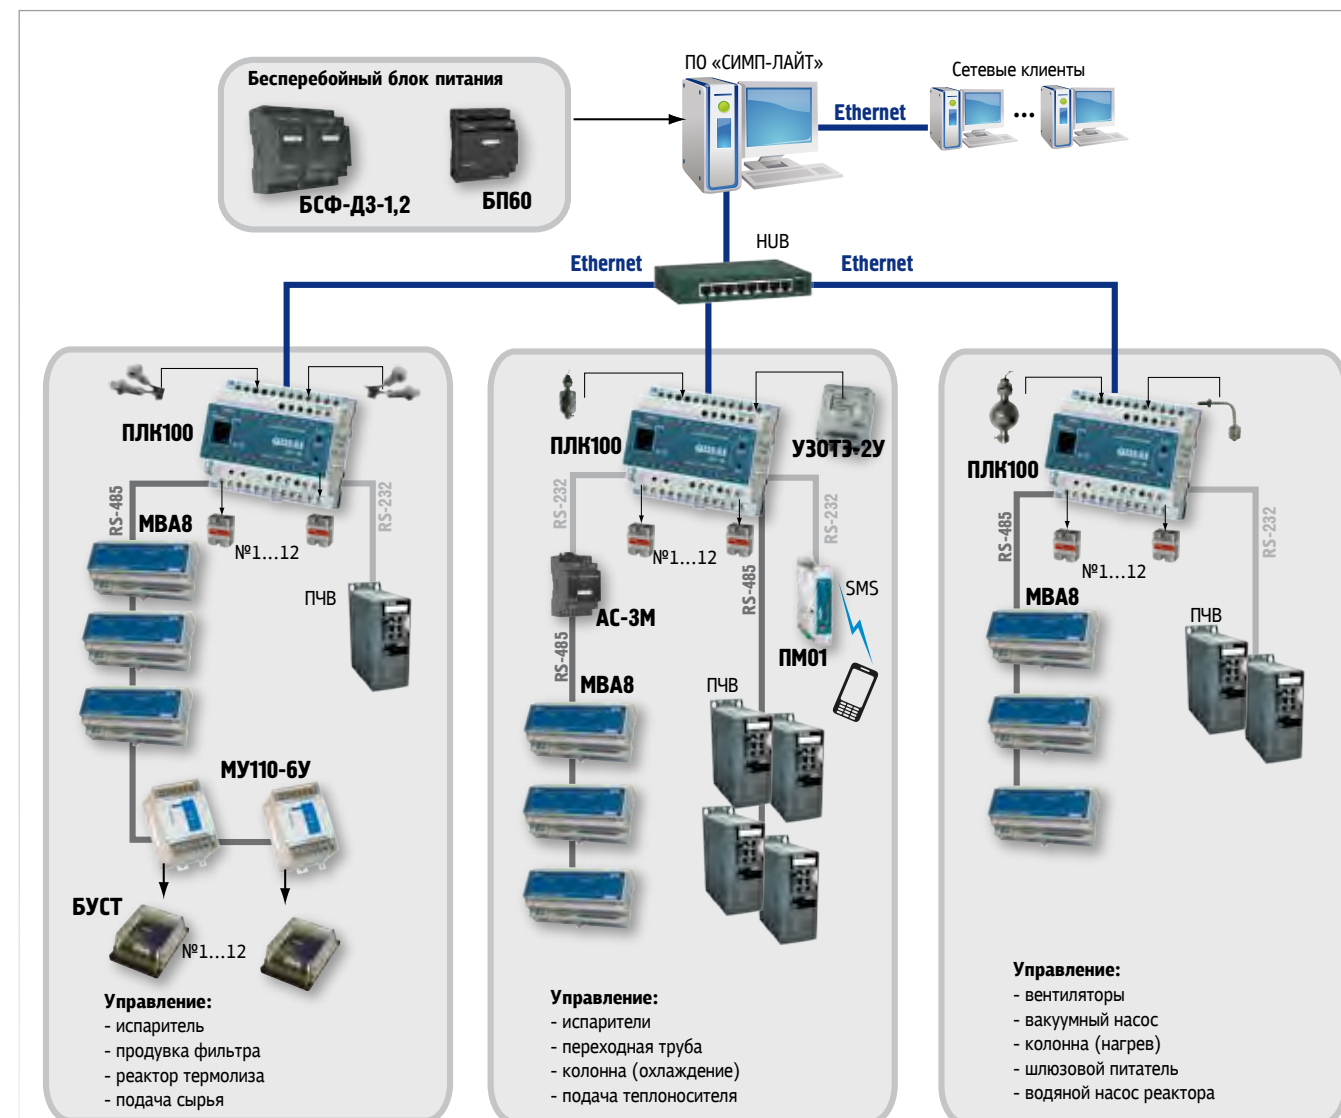 ПО «СИМП-ЛАЙТ»
Сетевые клиенты
Бесперебойный блок питания
Ethernet
БСФ-Д3-1,2
БП60
HUB
Ethernet
Ethernet
ПЛК100
RS-485
МВА8
№1...12
RS-232
ПЧВ
МУ110-6У
БУСТ
№1...12
Управление:
- испаритель
- продувка фильтра
- реактор термолиза
- подача сырья
ПЛК100
УЗОТЭ-2У
RS-232
№1...12
RS-232
RS-485
АС-3М
SMS
ПМ01
RS-485
МВА8
ПЧВ
Управление:
- испарители
- переходная труба
- колонна (охлаждение)
- подача теплоносителя
ПЛК100
RS-485
RS-232
№1...12
МВА8
ПЧВ
Управление:
- вентиляторы
- вакуумный насос
- колонна (нагрев)
- шлюзовой питатель
- водяной насос реактора